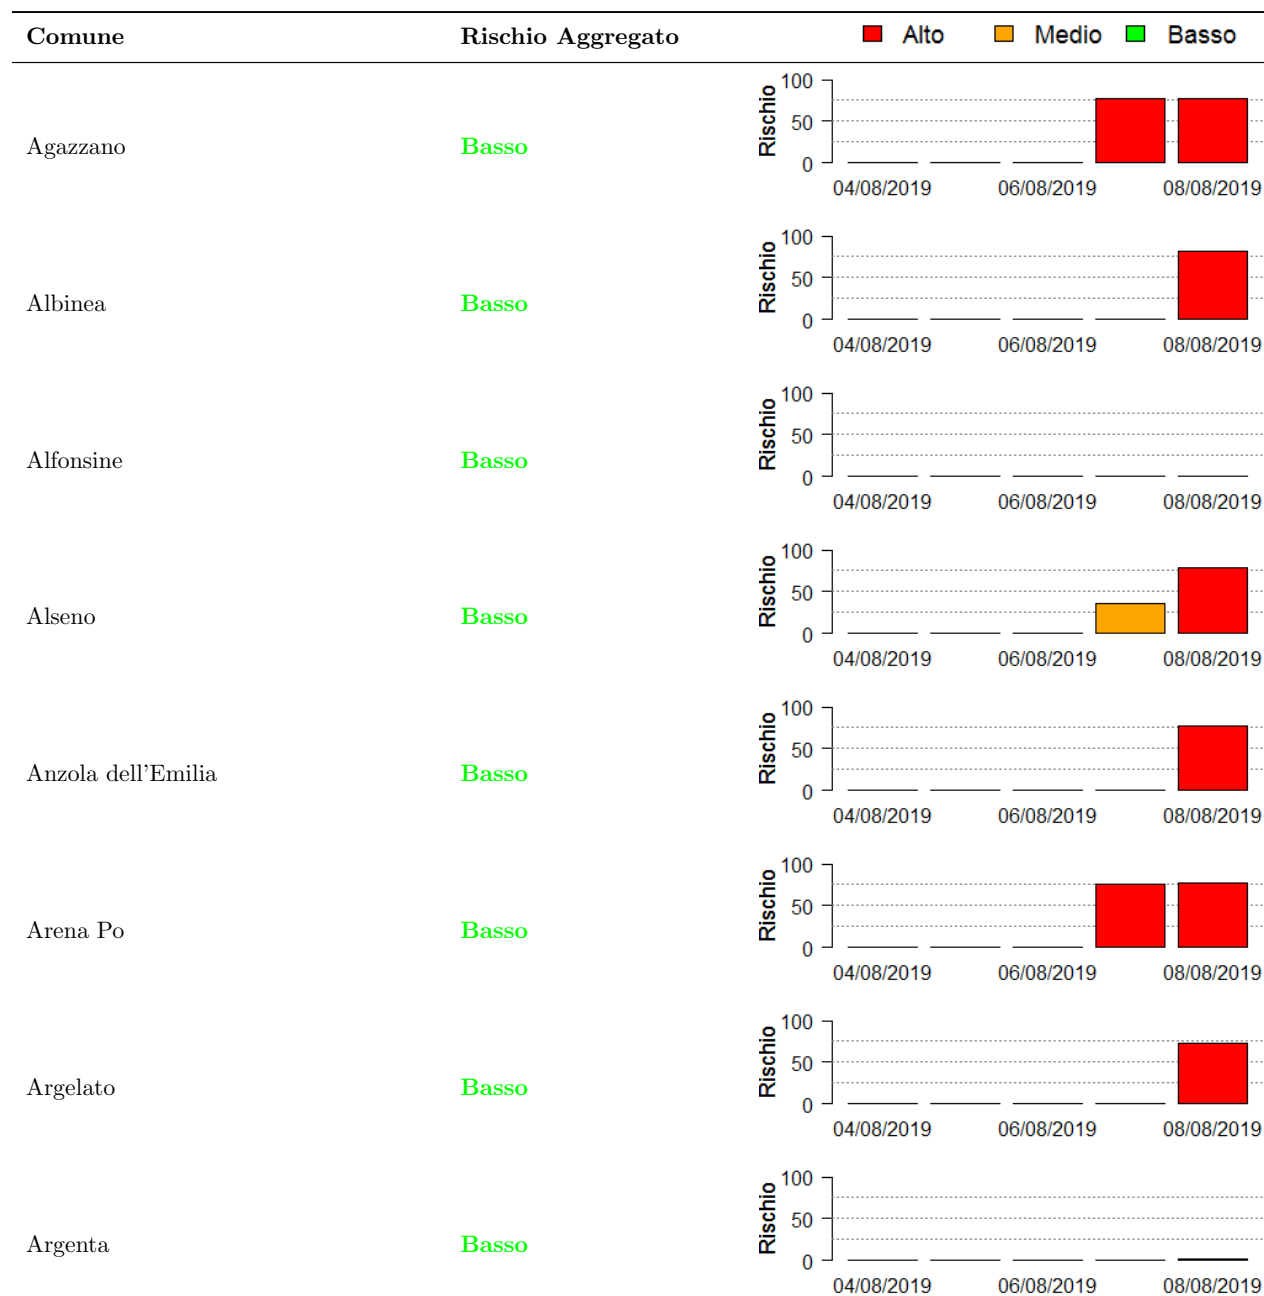 Comune Rischio Aggregato Alto Medio Basso
100
50
0
Rischio
Agazzano Basso
04/08/2019 06/08/2019 08/08/2019
100
50
0
Rischio
Albinea Basso
04/08/2019 06/08/2019 08/08/2019
100
50
0
Rischio
Alfonsine Basso
04/08/2019 06/08/2019 08/08/2019
100
50
0
Rischio
Alseno Basso
04/08/2019 06/08/2019 08/08/2019
100
50
0
Rischio
Anzola dell'Emilia Basso
04/08/2019 06/08/2019 08/08/2019
100
50
0
Rischio
Arena Po Basso
04/08/2019 06/08/2019 08/08/2019
100
50
0
Rischio
Argelato Basso
04/08/2019 06/08/2019 08/08/2019
100
50
0
Rischio
Argenta Basso
04/08/2019 06/08/2019 08/08/2019